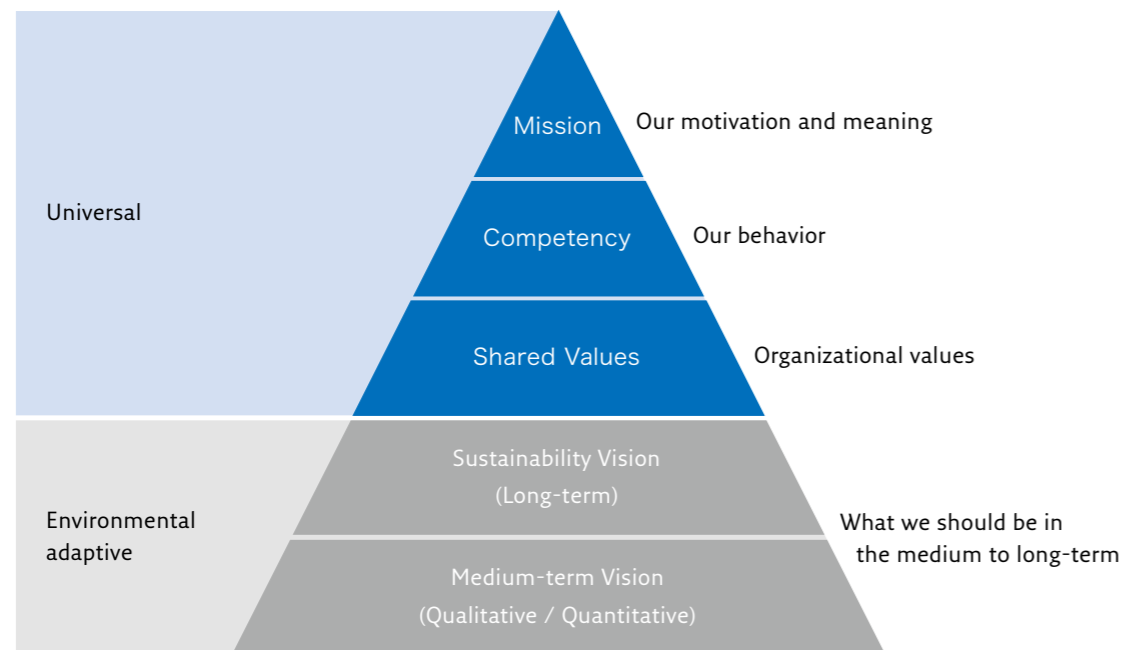 Mission
Our motivation and meaning
Universal
Competency
Our behavior
Shared Values
Organizational values
Sustainability Vision
(Long-term)
Environmental
adaptive
What we should be in
the medium to long-term
Medium-term Vision
(Qualitative / Quantitative)